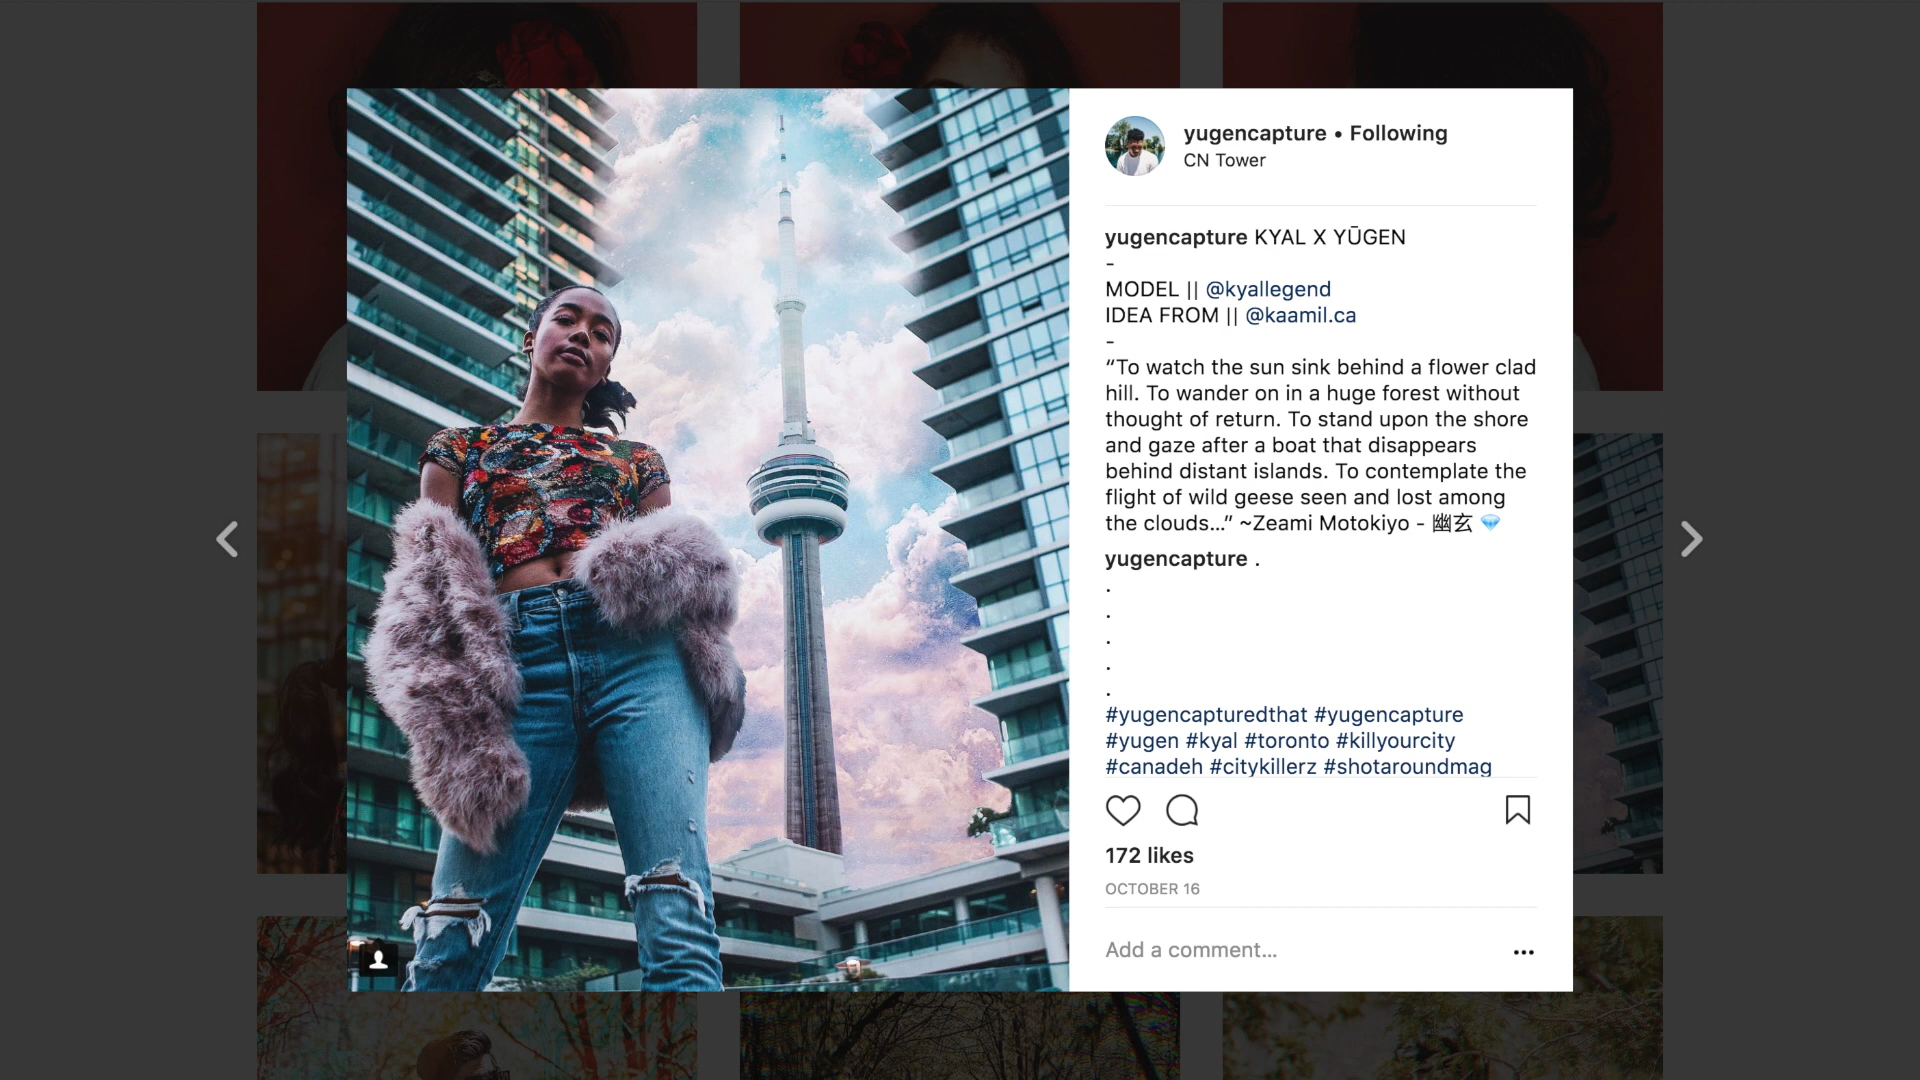 yugencapture • Following
CN Tower
yugencapture KYAL X YŪGEN
-
MODEL || @kyallegend
IDEA FROM || @kaamil.ca
-
“To watch the sun sink behind a flower clad
hill. To wander on in a huge forest without
thought of return. To stand upon the shore
and gaze after a boat that disappears
behind distant islands. To contemplate the
flight of wild geese seen and lost among
the clouds...” ~Zeami Motokiyo - 幽玄 💎
yugencapture .
.
.
.
.
.
#yugencapturedthat #yugencapture
#yugen #kyal #toronto #killyourcity
#canadeh #citykillerz #shotaroundmag
172 likes
OCTOBER 16
Add a comment...